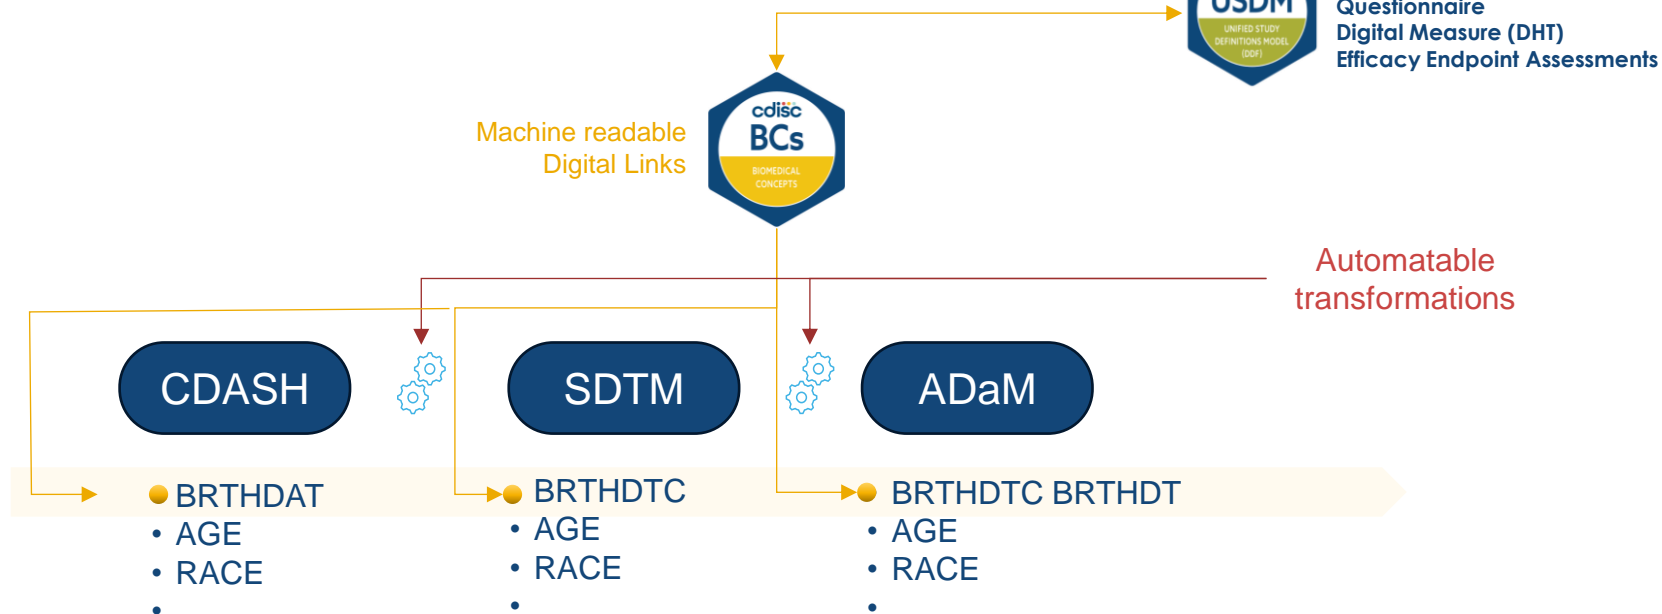 USDM
UNIFIED STUDY
DEFINITIONS MODEL
(DDF)
Questionnaire
Digital Measure (DHT)
Efficacy Endpoint Assessments
cdisc
BCs
BIOMEDICAL
CONCEPTS
Machine readable
Digital Links
Automatable
transformations
CDASH
SDTM
ADaM
BRTHDAT
• AGE
• RACE
•
BRTHDTC
• AGE
• RACE
•
BRTHDTC BRTHDT
• AGE
• RACE
•